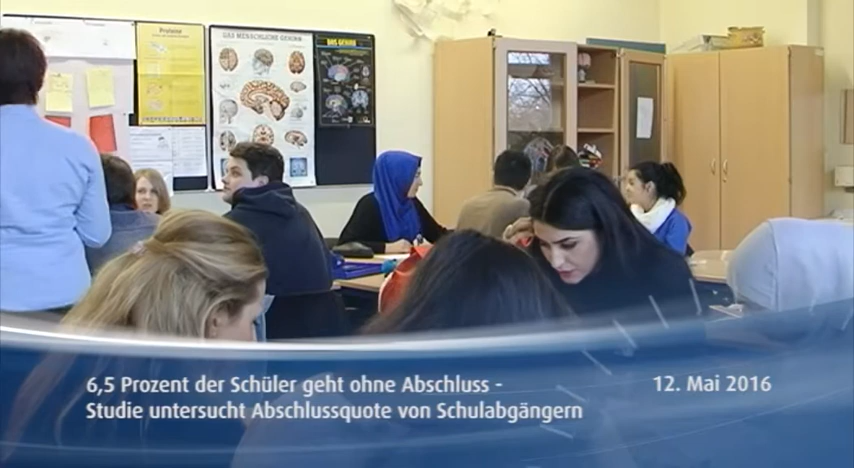 Proteine
DAS MENSCHLICHE GEHIRN
DAS GEHIRN
6,5 Prozent der Schüler geht ohne Abschluss -
Studie untersucht Abschlussquote von Schulabgängern
12. Mai 2016